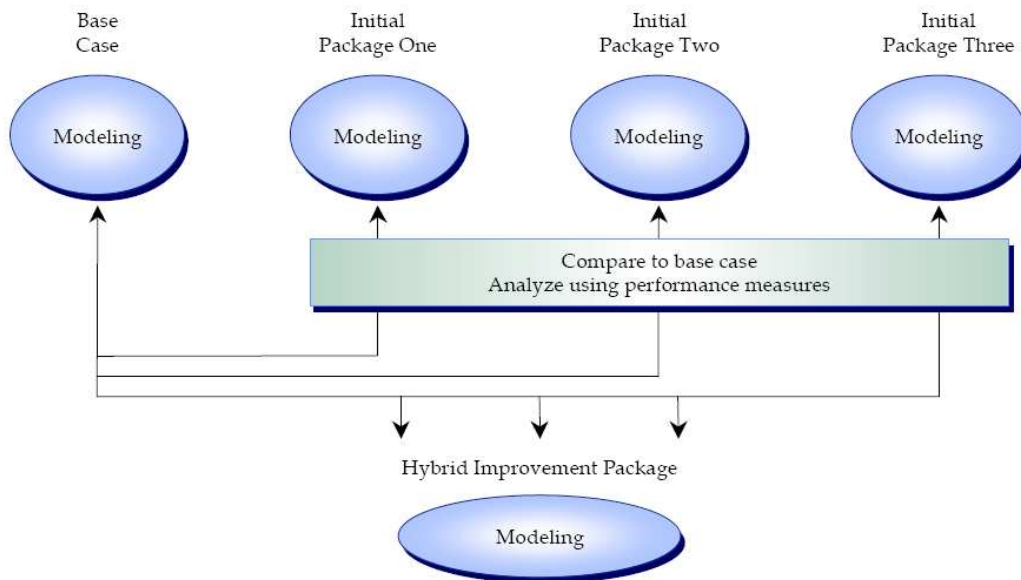 Base
Case
Initial
Package One
Initial
Package Two
Initial
Package Three
Modeling
Modeling
Modeling
Modeling
Compare to base case
Analyze using performance measures
Hybrid Improvement Package
Modeling